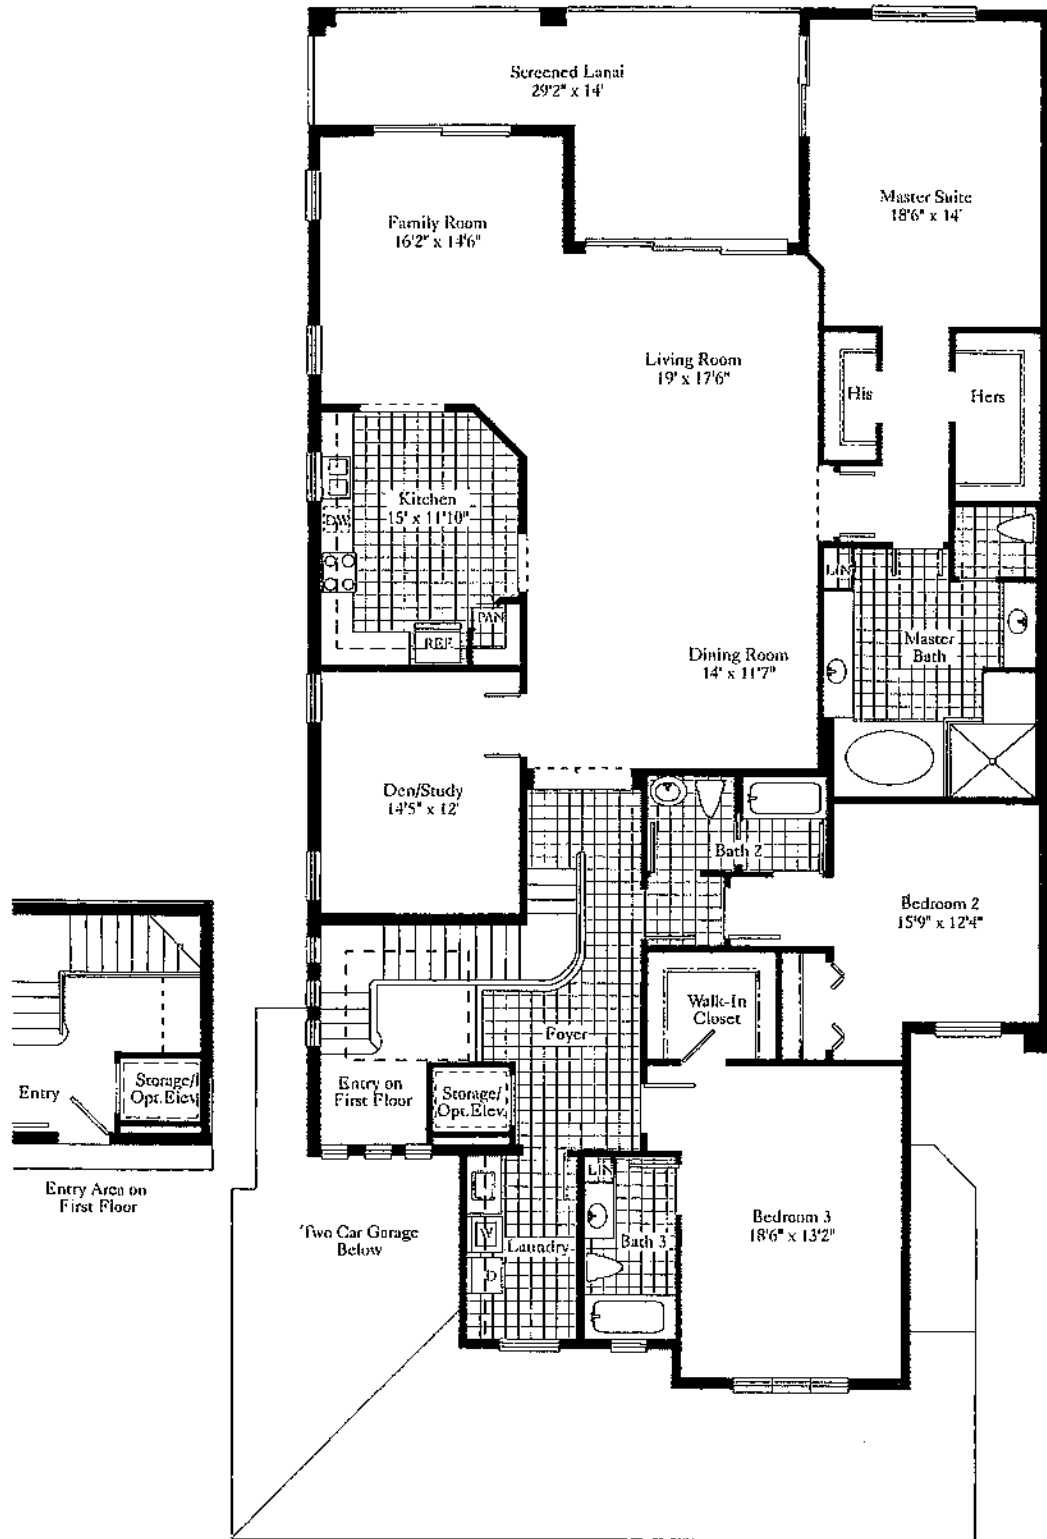 Screened Lanai
29'2" x 14'
Master Suite
18'6" x 14'
Family Room
16'2" x 14'6"
Living Room
19' x 17'6"
His
Hers
Kitchen
15' x 11'10"
DW
LIN
PAN
REF.
Master
Bath
Dining Room
14' x 11'7"
Den/Study
14'5" x 12'
Bath 2
Bedroom 2
15'9" x 12'4"
Walk-In
Closet
Foyer
Entry
Storage/
Opt. Elev.
Entry on
First Floor
Storage/
Opt. Elev.
Entry Area on
First Floor
LIN
Two Car Garage
Below
W
Laundry
D
Bath 3
Bedroom 3
18'6" x 13'2"